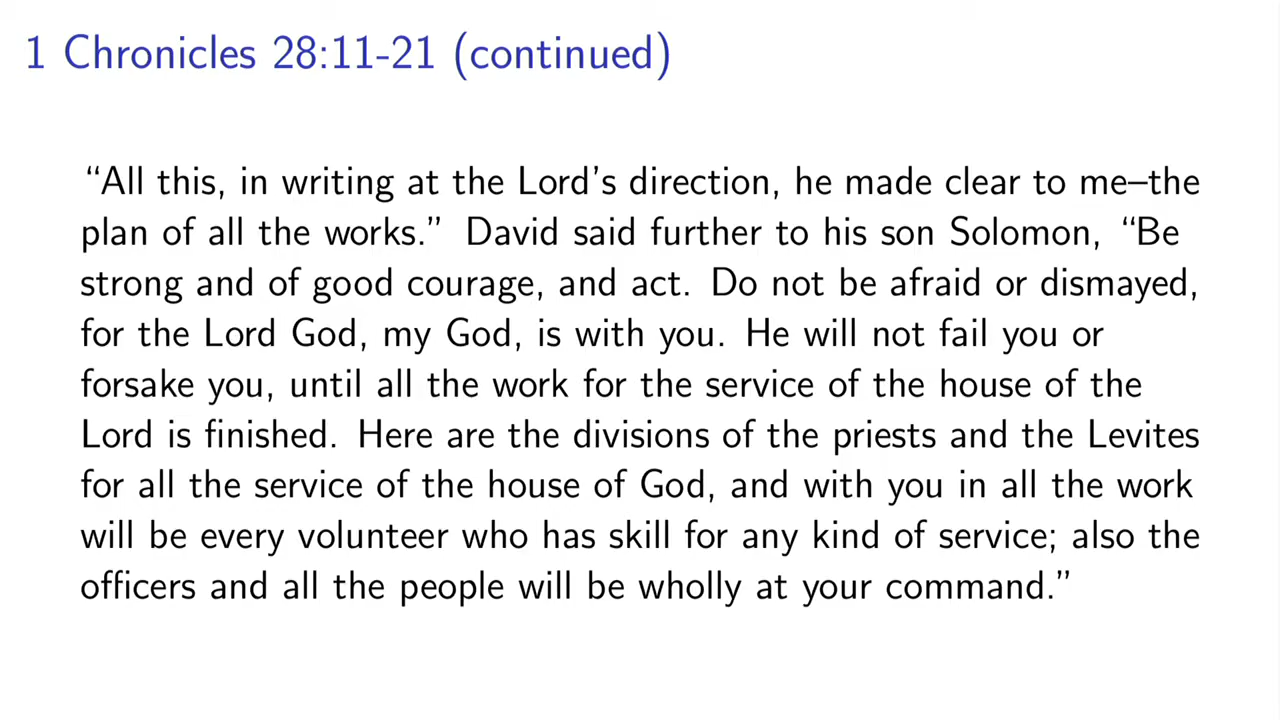 1 Chronicles 28:11-21 (continued)
“All this, in writing at the Lord’s direction, he made clear to me–the
plan of all the works.” David said further to his son Solomon, “Be
strong and of good courage, and act. Do not be afraid or dismayed,
for the Lord God, my God, is with you. He will not fail you or
forsake you, until all the work for the service of the house of the
Lord is finished. Here are the divisions of the priests and the Levites
for all the service of the house of God, and with you in all the work
will be every volunteer who has skill for any kind of service; also the
officers and all the people will be wholly at your command.”